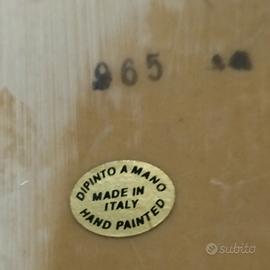 965
DIPINTO A MANO
MADE IN
ITALY
HAND PAINTED
subito